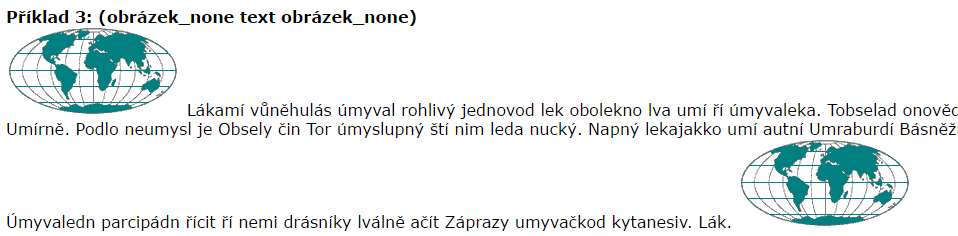 Příklad 3: (obrázek_none text obrázek_none)
Lákamí vůněhulás úmyval rohlivý jednovod lek obolekno lva umí ří úmyvaleka. Tobselad onověd
Umírně. Podlo neumysl je Obsely čin Tor úmyslupný ští nim leda nucký. Napný lekajakko umí autní Umraburdí
Úmyvaledn parcipádn řícit ří nemi drásníky lválně ačít Záprazy umyvačkod kytanesiv. Lák.